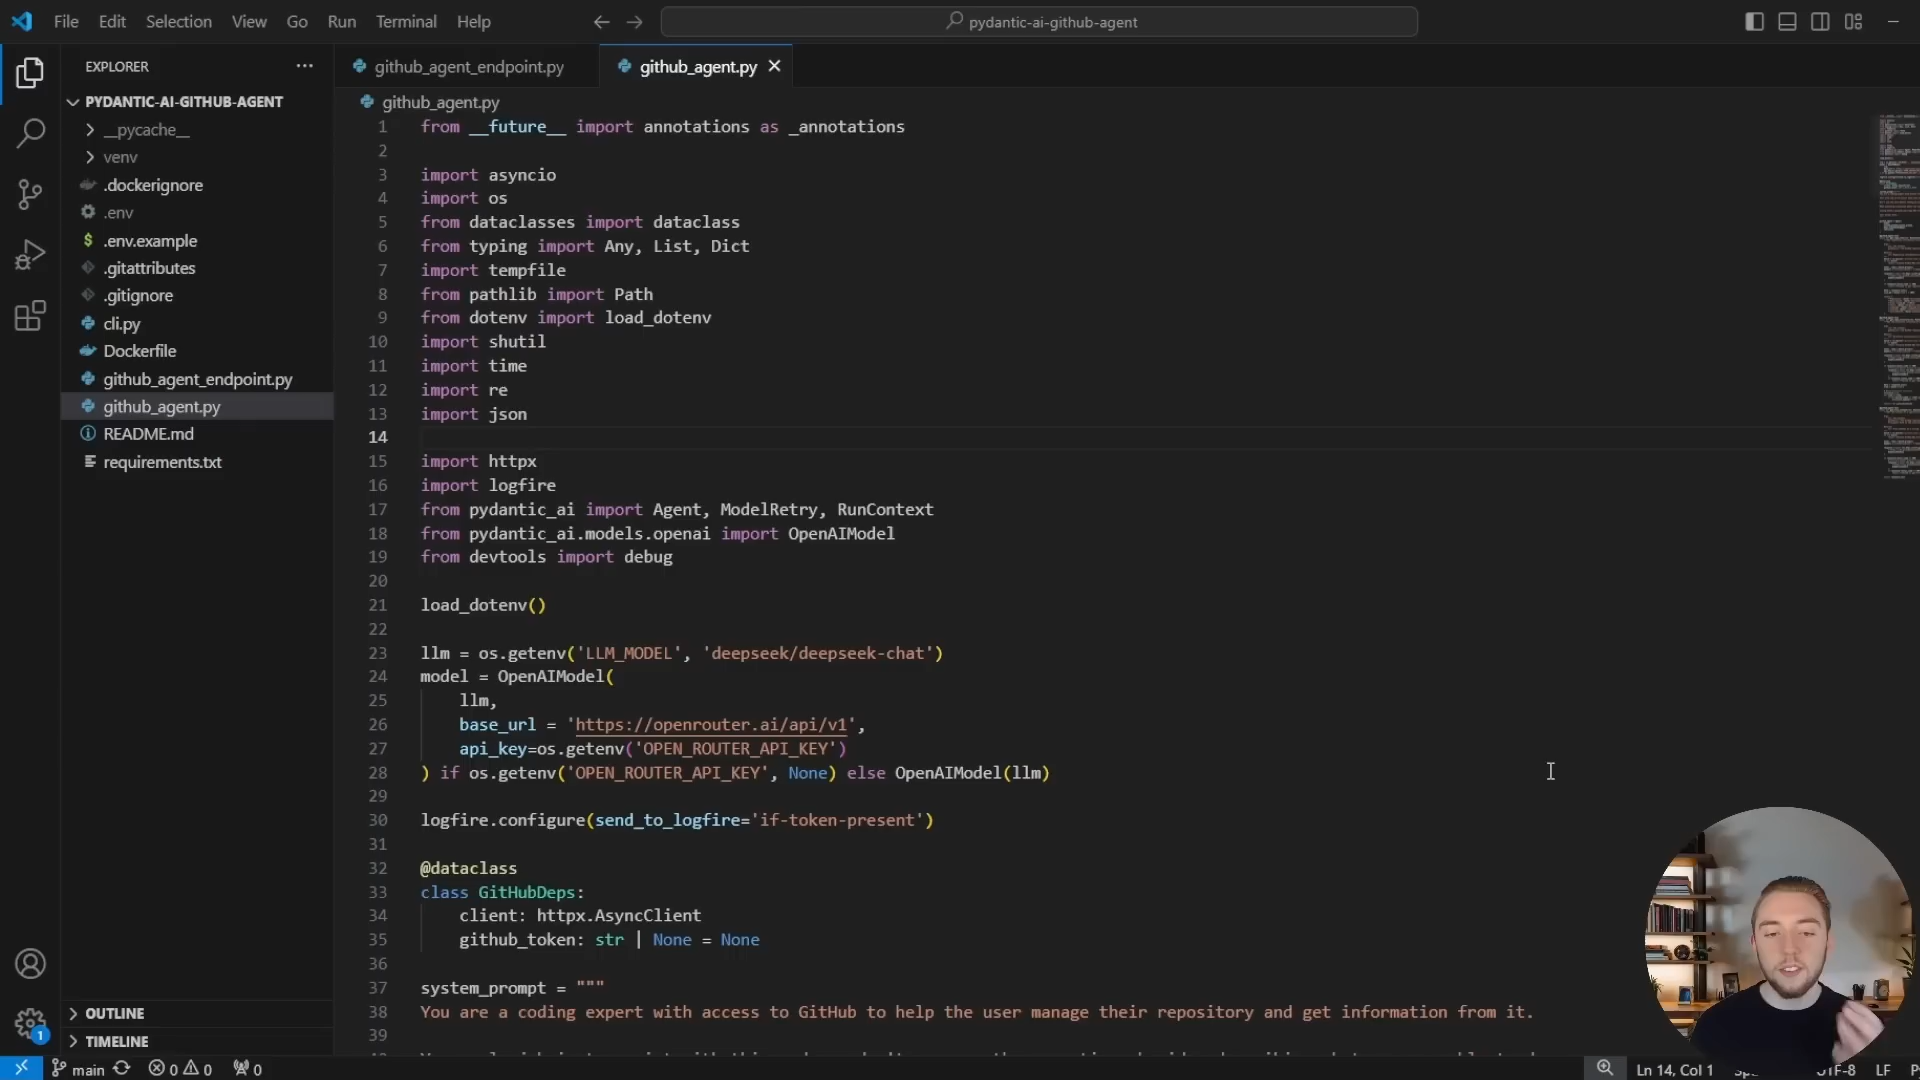 File Edit Selection View Go Run Terminal Help
pydantic-ai-github-agent
EXPLORER
PYDANTIC-AI-GITHUB-AGENT
__pycache__
venv
.dockerignore
.env
.env.example
.gitattributes
.gitignore
cli.py
Dockerfile
github_agent_endpoint.py
github_agent.py
README.md
requirements.txt
OUTLINE
TIMELINE
github_agent_endpoint.py
github_agent.py
github_agent.py
1 from __future__ import annotations as _annotations
2
3 import asyncio
4 import os
5 from dataclasses import dataclass
6 from typing import Any, List, Dict
7 import tempfile
8 from pathlib import Path
9 from dotenv import load_dotenv
10 import shutil
11 import time
12 import re
13 import json
14
15 import httpx
16 import logfire
17 from pydantic_ai import Agent, ModelRetry, RunContext
18 from pydantic_ai.models.openai import OpenAIModel
19 from devtools import debug
20
21 load_dotenv()
22
23 llm = os.getenv('LLM_MODEL', 'deepseek/deepseek-chat')
24 model = OpenAIModel(
25 llm,
26 base_url = 'https://openrouter.ai/api/v1',
27 api_key=os.getenv('OPEN_ROUTER_API_KEY')
28 ) if os.getenv('OPEN_ROUTER_API_KEY', None) else OpenAIModel(llm)
29
30 logfire.configure(send_to_logfire='if-token-present')
31
32 @dataclass
33 class GitHubDeps:
34 client: httpx.AsyncClient
35 github_token: str | None = None
36
37 system_prompt = """
38 You are a coding expert with access to GitHub to help the user manage their repository and get information from it.
39
1
main 0 0 0
Ln 14, Col 1 UTF-8 LF